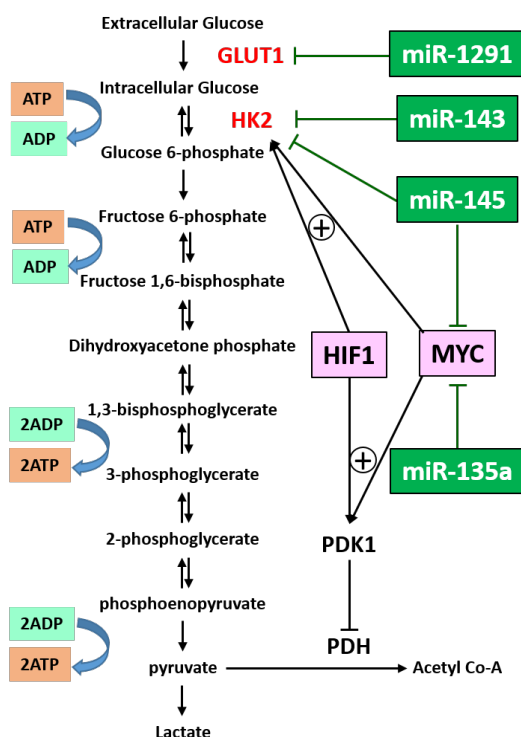 Extracellular Glucose
GLUT1
miR-1291
Intracellular Glucose
ATP
ADP
HK2
miR-143
Glucose 6-phosphate
miR-145
Fructose 6-phosphate
ATP
ADP
+
Fructose 1,6-bisphosphate
Dihydroxyacetone phosphate
HIF1
MYC
1,3-bisphosphoglycerate
2ADP
2ATP
+
3-phosphoglycerate
miR-135a
2-phosphoglycerate
PDK1
phosphoenopyruvate
2ADP
2ATP
PDH
pyruvate
Acetyl Co-A
Lactate